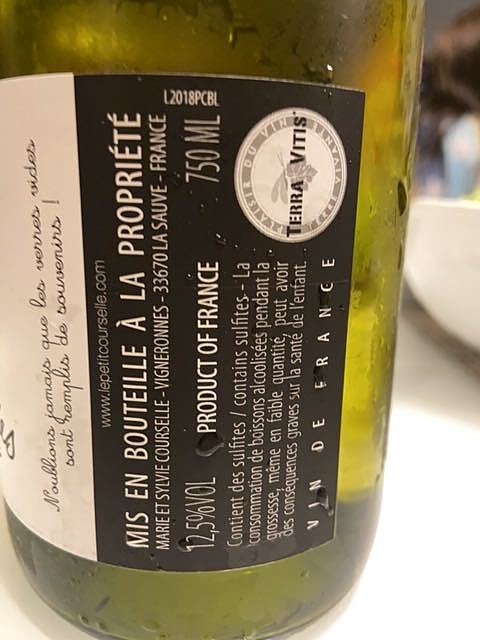 N'oublions jamais que les verres vides
sont remplis de souvenirs !
www.lapetitcourselle.com
MIS EN BOUTEILLE À LA PROPRIÉTÉ
MARIE ET SYLVIE COURSELLE - VIGNERONNES - 33670 LA SAUVE - FRANCE
L2018PCBL
12,5%VOL PRODUCT OF FRANCE 750 ML
Contient des sulfites / contains sulfites - La
consommation de boissons alcoolisées pendant la
grossesse, même en faible quantité, peut avoir
des conséquences graves sur la santé de l'enfant.
VIN DE FRANCE
TERRA VITIS